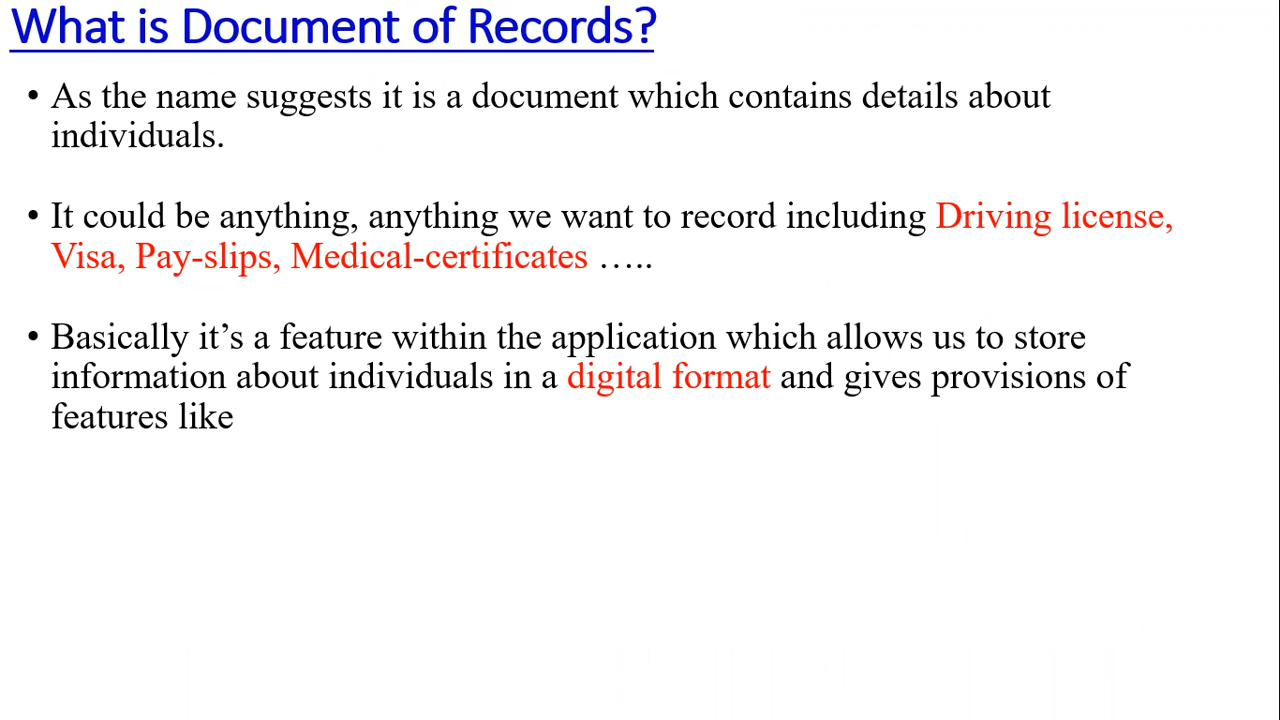 What is Document of Records?
• As the name suggests it is a document which contains details about
individuals.
• It could be anything, anything we want to record including Driving license,
Visa, Pay-slips, Medical-certificates …..
• Basically it’s a feature within the application which allows us to store
information about individuals in a digital format and gives provisions of
features like